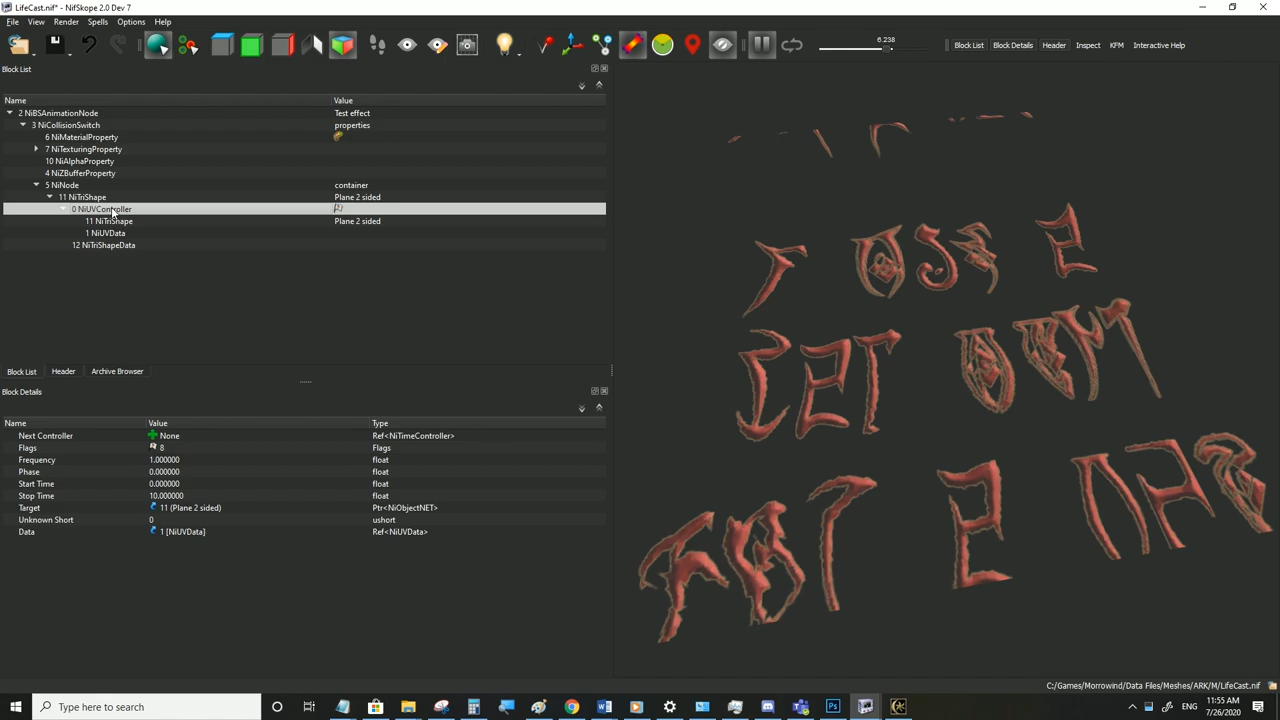 LifeCast.nif* - NifSkope 2.0 Dev 7
File View Render Spells Options Help
6.238
Block List Block Details Header Inspect KFM Interactive Help
Block List
Name Value
2 NiBSAnimationNode Test effect
3 NiCollisionSwitch properties
6 NiMaterialProperty
7 NiTexturingProperty
10 NiAlphaProperty
4 NiZBufferProperty
5 NiNode container
11 NiTriShape Plane 2 sided
0 NiUVController
11 NiTriShape Plane 2 sided
1 NiUVData
12 NiTriShapeData
Block List Header Archive Browser
Block Details
Name Value Type
Next Controller None Ref<NiTimeController>
Flags 8 Flags
Frequency 1.000000 float
Phase 0.000000 float
Start Time 0.000000 float
Stop Time 10.000000 float
Target 11 (Plane 2 sided) Ptr<NiObjectNET>
Unknown Short 0 ushort
Data 1 [NiUVData] Ref<NiUVData>
C:/Games/Morrowind/Data Files/Meshes/ARK/M/LifeCast.nif
Type here to search
ENG
11:55 AM
7/26/2020